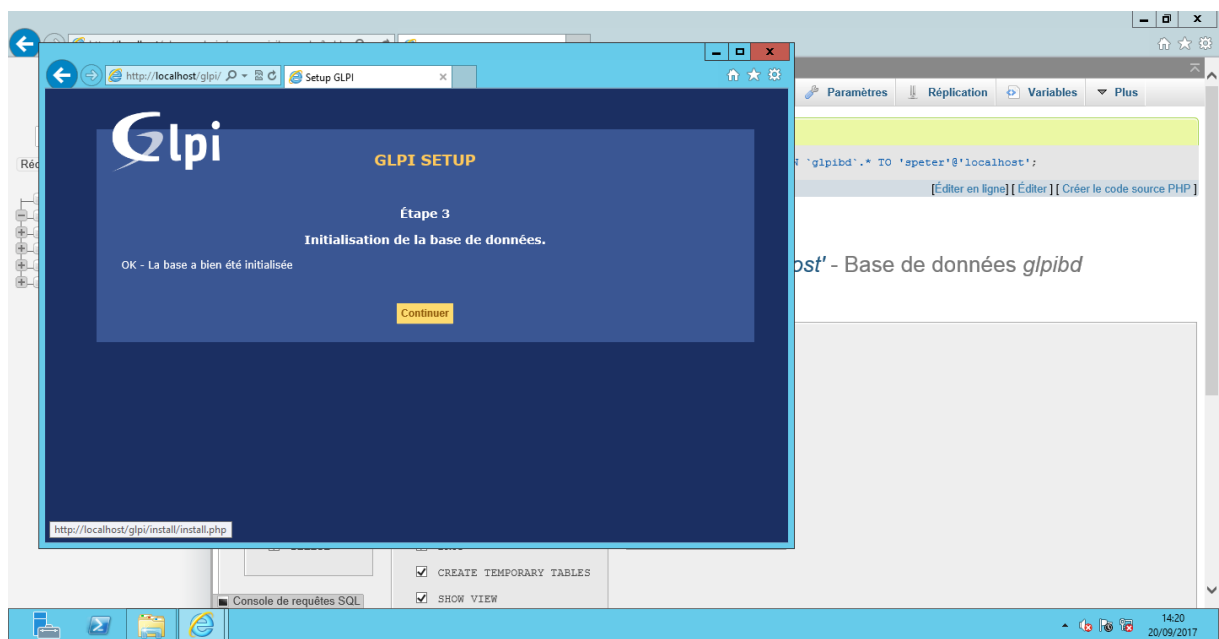 http://localhost/glpi/
Setup GLPI
Glpi
GLPI SETUP
Étape 3
Initialisation de la base de données.
OK - La base a bien été initialisée
Continuer
http://localhost/glpi/install/install.php
Paramètres Réplication Variables Plus
`glpibd`.* TO 'speter'@'localhost';
[Éditer en ligne] [ Éditer ] [ Créer le code source PHP ]
ost' - Base de données glpibd
Réc
CREATE TEMPORARY TABLES
Console de requêtes SQL
SHOW VIEW
14:20
20/09/2017